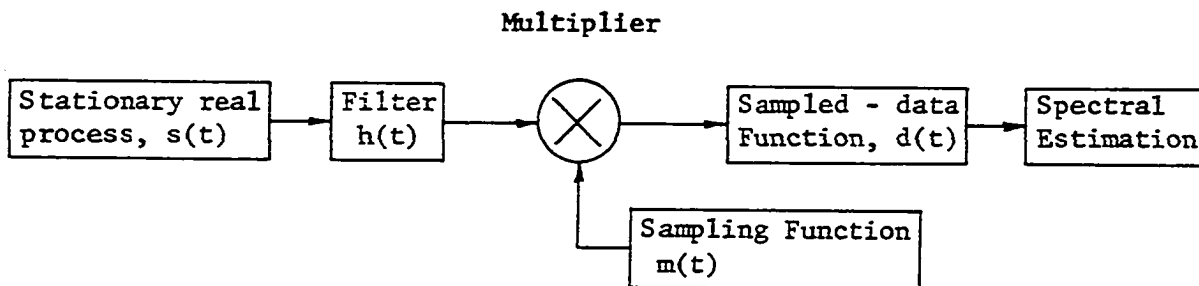 Multiplier
Stationary real
process, s(t)
Filter
h(t)
Sampled - data
Function, d(t)
Spectral
Estimation
Sampling Function
m(t)